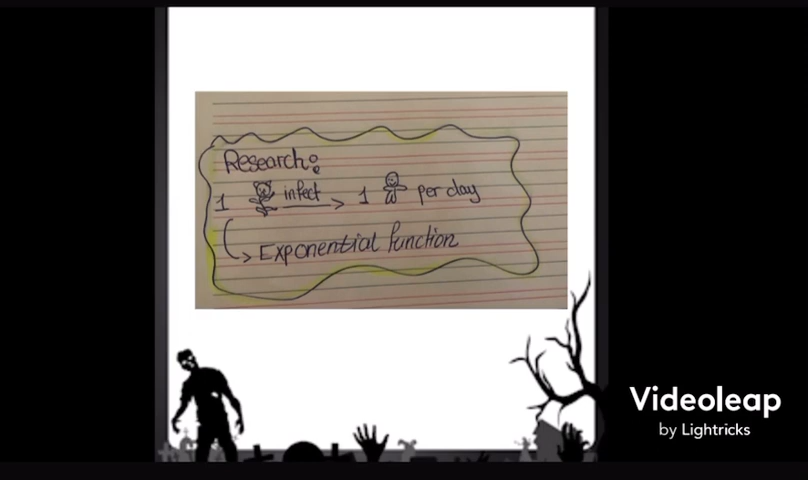 Research:
1 infect 1 per day
Exponential function
Videoleap
by Lightricks